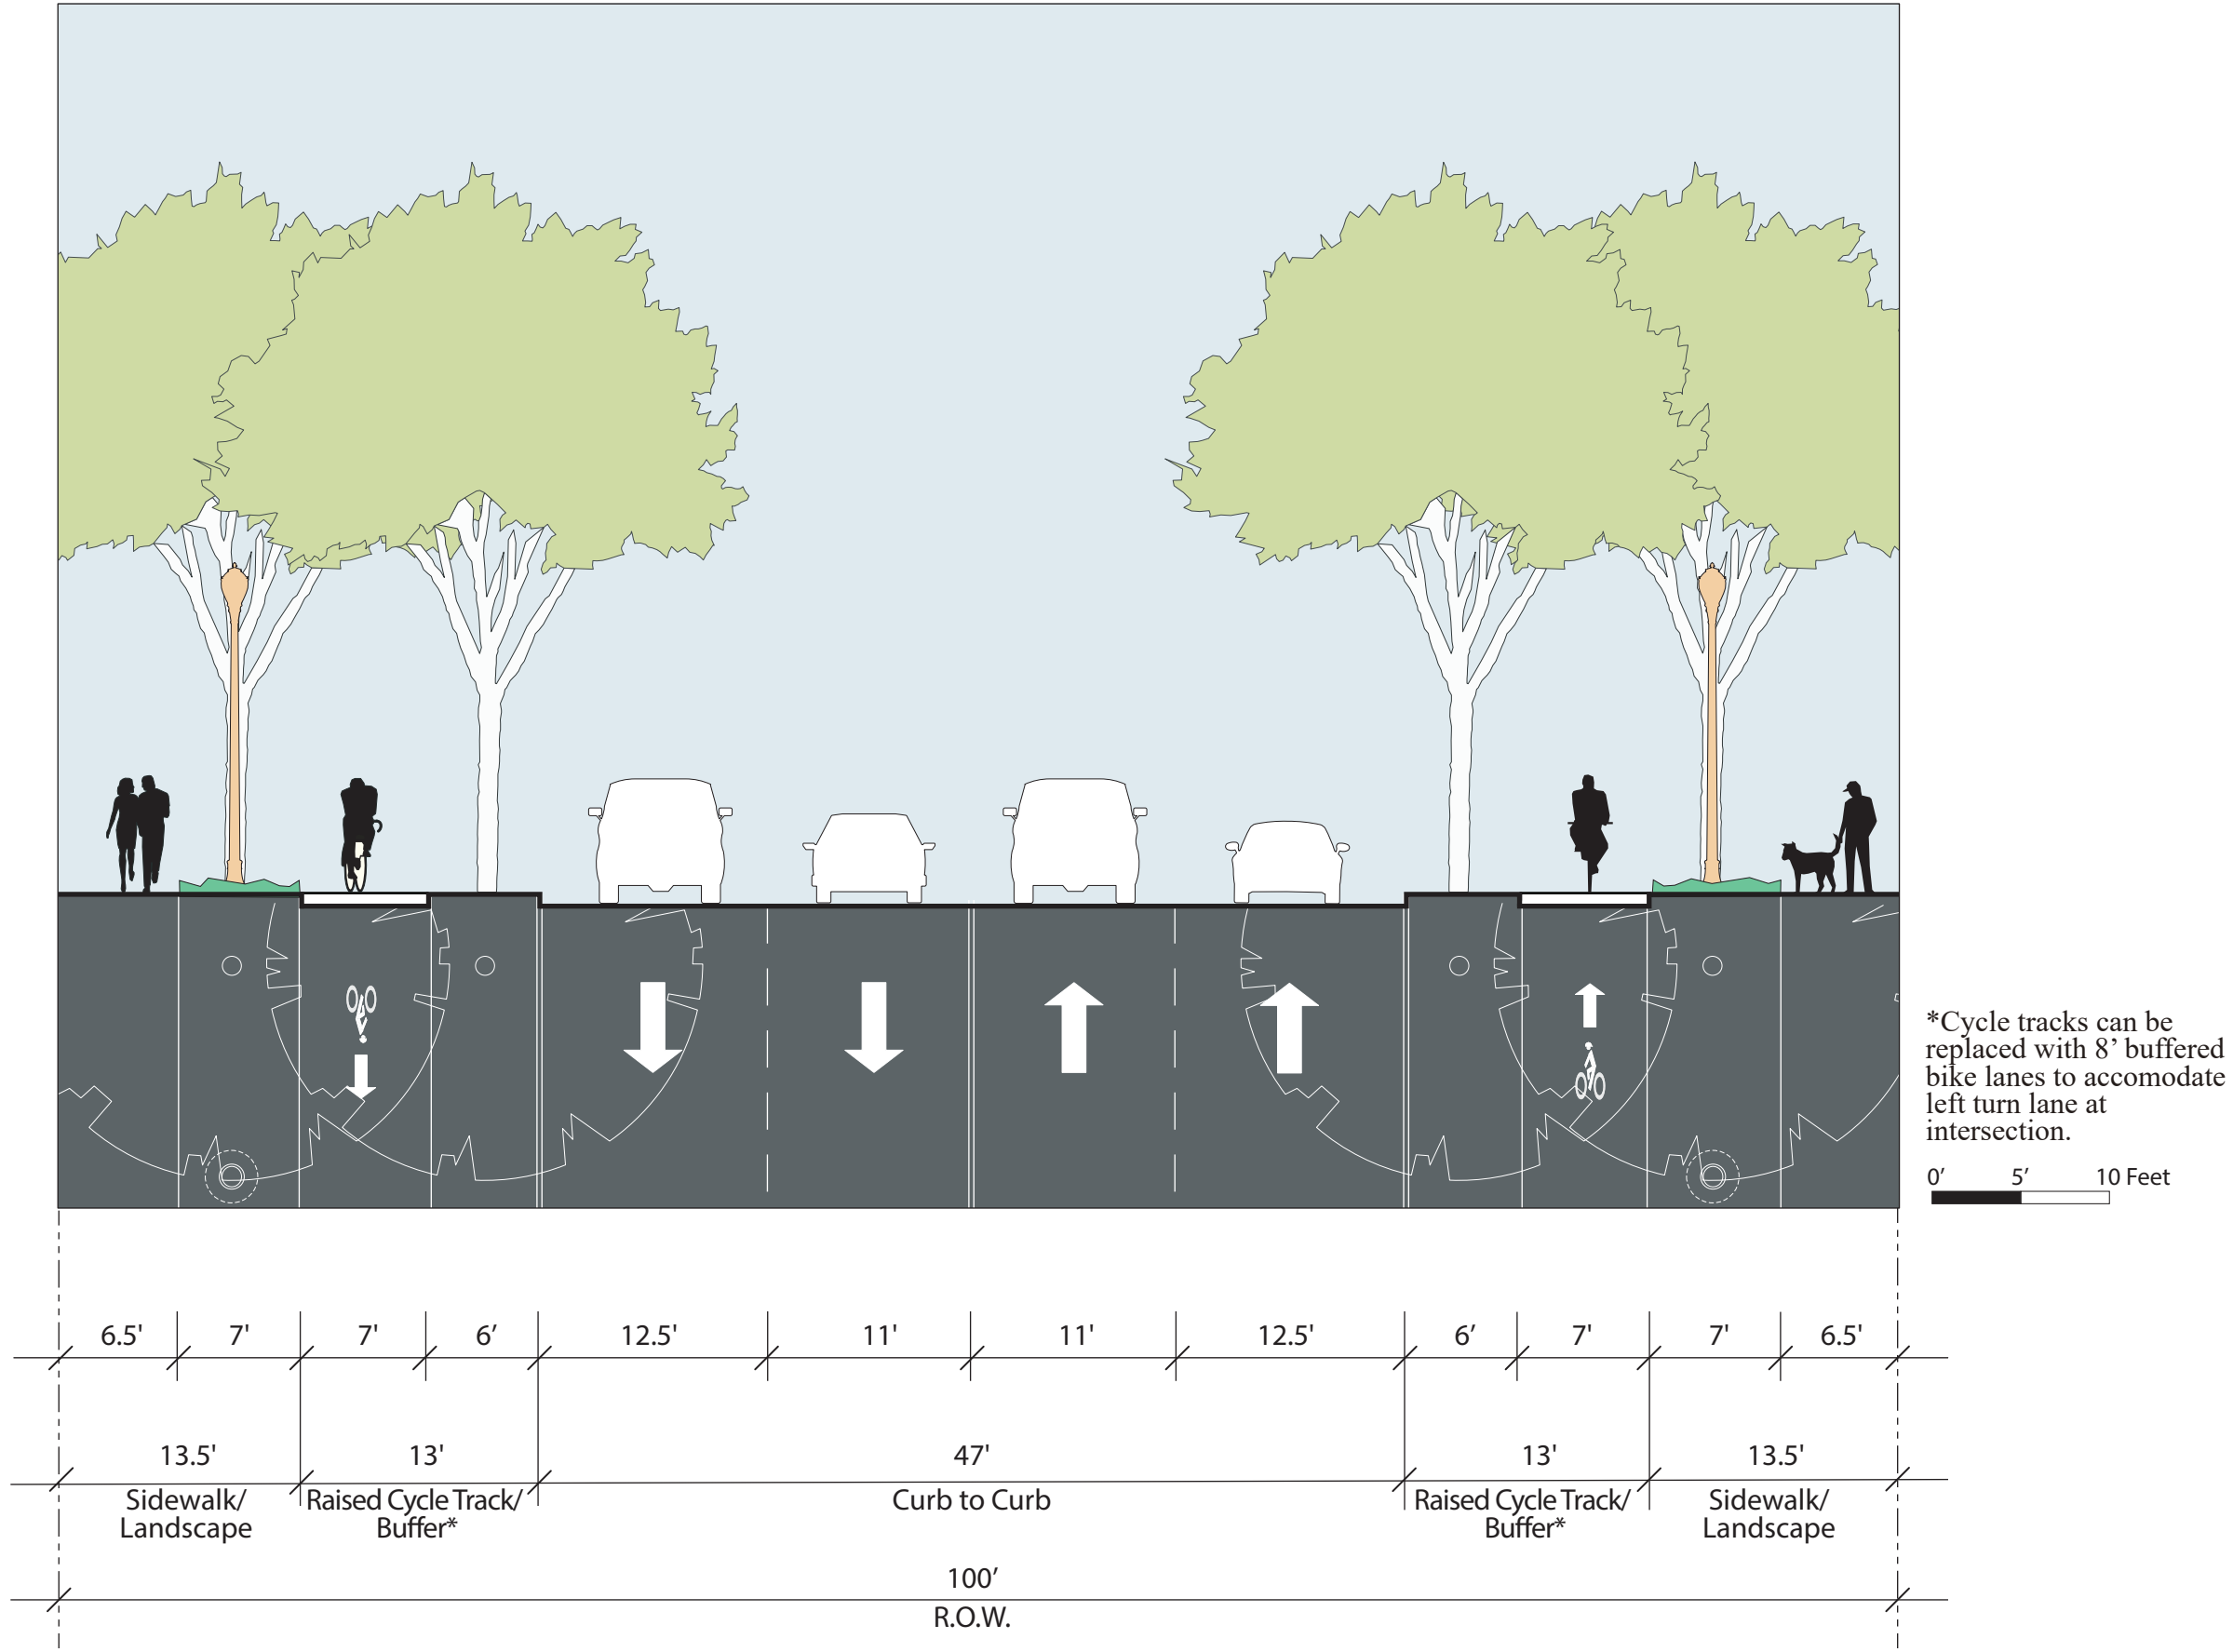 *Cycle tracks can be
replaced with 8’ buffered
bike lanes to accomodate
left turn lane at
intersection.
0’ 5’ 10 Feet
6.5' 7' 7' 6’ 12.5' 11' 11' 12.5' 6’ 7' 7' 6.5'
13.5' 13' 47' 13' 13.5'
Sidewalk/ Raised Cycle Track/ Curb to Curb Raised Cycle Track/ Sidewalk/
Landscape Buffer* Buffer* Landscape
100’
R.O.W.